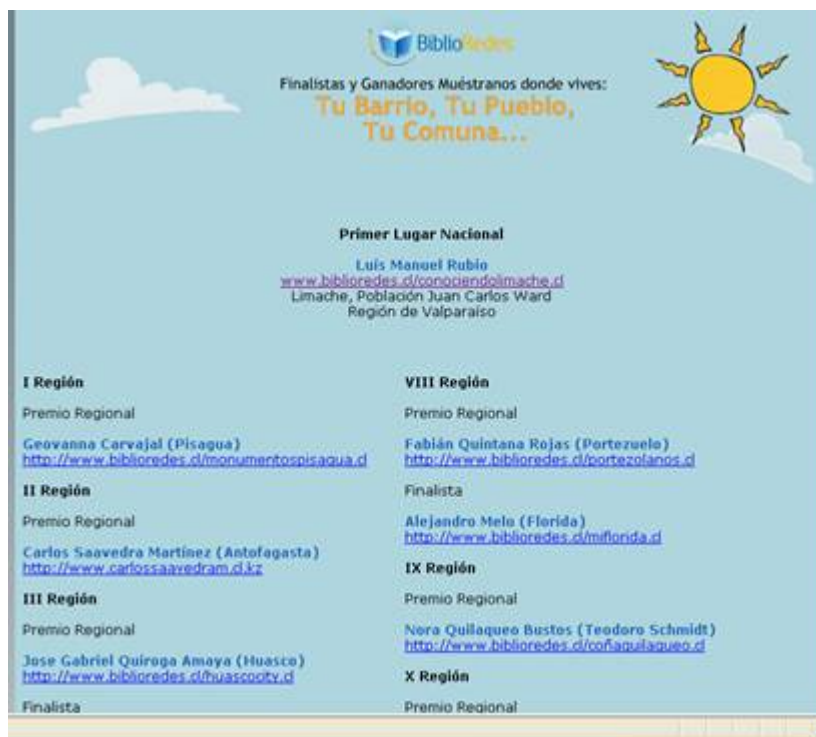 BiblioRedes
Finalistas y Ganadores Muéstranos donde vives:
Tu Barrio, Tu Pueblo,
Tu Comuna...
Primer Lugar Nacional
Luis Manuel Rubio
www.biblioredes.cl/conociendolimache.cl
Limache, Población Juan Carlos Ward
Región de Valparaíso
I Región
Premio Regional
Geovanna Carvajal (Pisagua)
http://www.biblioredes.cl/monumentospisagua.cl
II Región
Premio Regional
Carlos Saavedra Martínez (Antofagasta)
http://www.carlossaavedram.cl.kz
III Región
Premio Regional
Jose Gabriel Quiroga Amaya (Huasco)
http://www.biblioredes.cl/huascocity.cl
Finalista
VIII Región
Premio Regional
Fabián Quintana Rojas (Portezuelo)
http://www.biblioredes.cl/portezolanos.cl
Finalista
Alejandro Melo (Florida)
http://www.biblioredes.cl/miflorida.cl
IX Región
Premio Regional
Nora Quilaqueo Bustos (Teodoro Schmidt)
http://www.biblioredes.cl/coñaquilaqueo.cl
X Región
Premio Regional